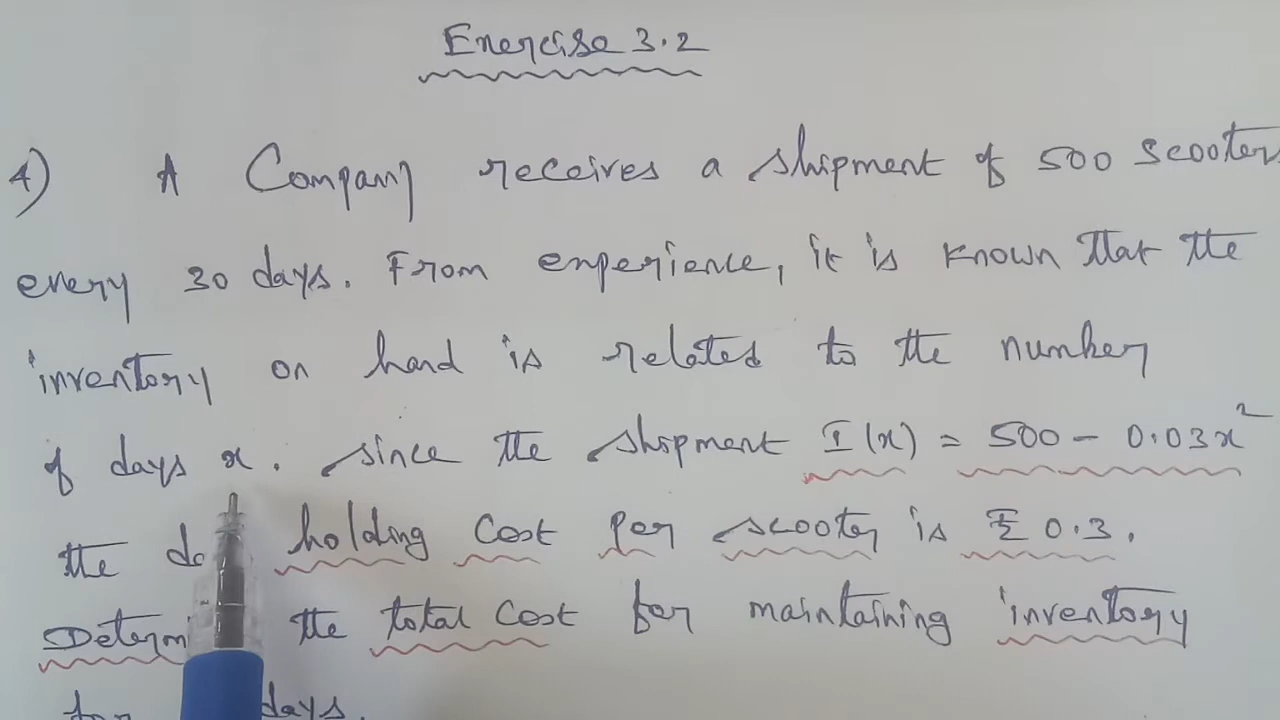 Exercise 3.2
4) A Company receives a shipment of 500 scooters
every 30 days. From experience, it is known that the
inventory on hand is related to the number
of days x. since the shipment I(x) = 500 - 0.03x²
the holding cost per scooter is ₹ 0.3.
the total cost for maintaining inventory
days.